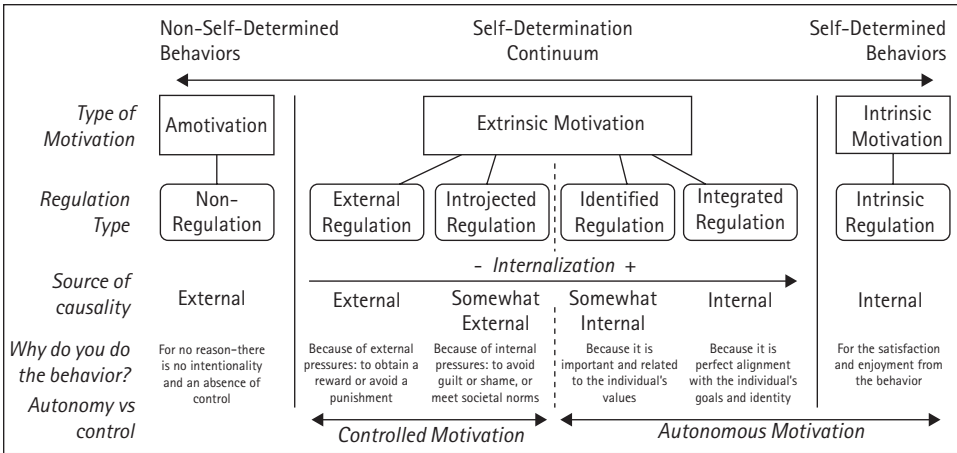 Non-Self-Determined
Behaviors
Self-Determination
Continuum
Self-Determined
Behaviors
Type of
Motivation
Amotivation
Extrinsic Motivation
Intrinsic
Motivation
Regulation
Type
Non-
Regulation
External
Regulation
Introjected
Regulation
Identified
Regulation
Integrated
Regulation
Intrinsic
Regulation
- Internalization +
Source of
causality
External
External
Somewhat
External
Somewhat
Internal
Internal
Internal
Why do you do
the behavior?
For no reason–there
is no intentionality
and an absence of
control
Because of external
pressures: to obtain a
reward or avoid a
punishment
Because of internal
pressures: to avoid
guilt or shame, or
meet societal norms
Because it is
important and related
to the individual's
values
Because it is
perfect alignment
with the individual's
goals and identity
For the satisfaction
and enjoyment from
the behavior
Autonomy vs
control
Controlled Motivation
Autonomous Motivation